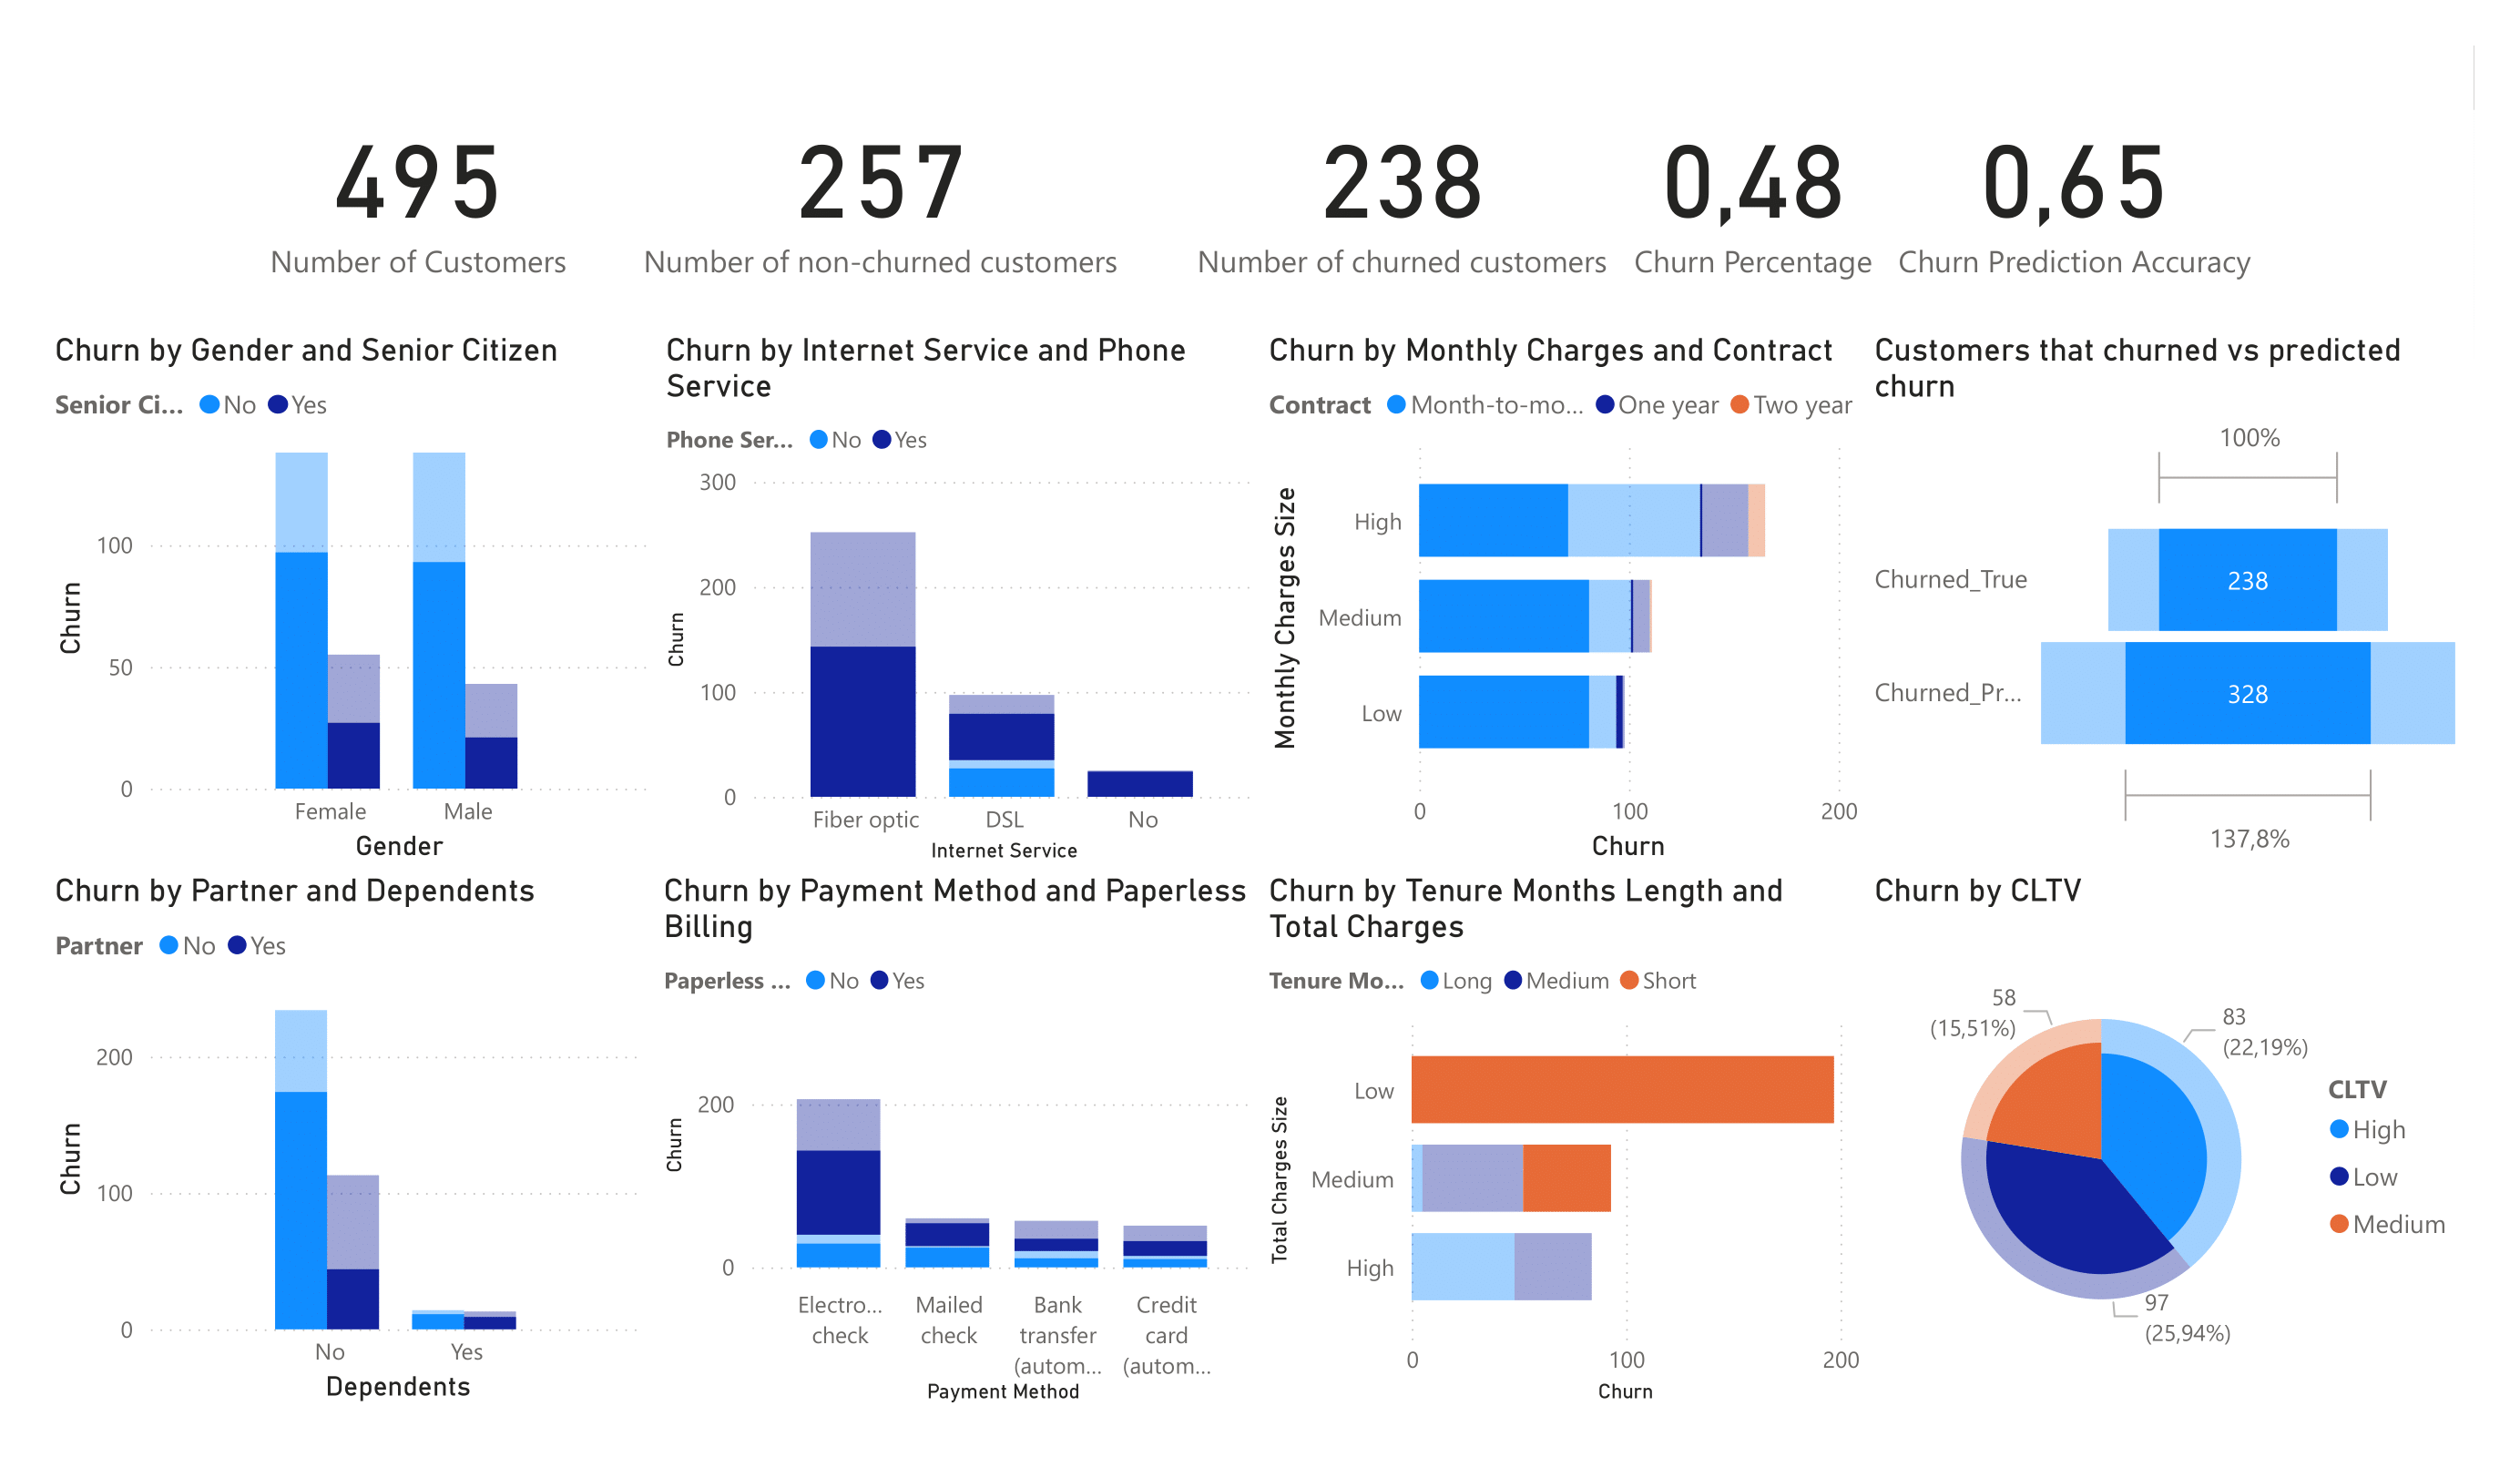 495
Number of Customers
257
Number of non-churned customers
238
Number of churned customers
0,48
Churn Percentage
0,65
Churn Prediction Accuracy
Churn by Gender and Senior Citizen
Senior Ci... No Yes
Churn
100
50
0
Female Male
Gender
Churn by Internet Service and Phone
Service
Phone Ser... No Yes
Churn
300
200
100
0
Fiber optic DSL No
Internet Service
Churn by Monthly Charges and Contract
Contract Month-to-mo... One year Two year
Monthly Charges Size
High
Medium
Low
0 100 200
Churn
Customers that churned vs predicted
churn
100%
Churned_True 238
Churned_Pr... 328
137,8%
Churn by Partner and Dependents
Partner No Yes
Churn
200
100
0
No Yes
Dependents
Churn by Payment Method and Paperless
Billing
Paperless ... No Yes
Churn
200
0
Electro...
check
Mailed
check
Bank
transfer
(autom...
Credit
card
(autom...
Payment Method
Churn by Tenure Months Length and
Total Charges
Tenure Mo... Long Medium Short
Total Charges Size
Low
Medium
High
0 100 200
Churn
Churn by CLTV
58
(15,51%)
83
(22,19%)
97
(25,94%)
CLTV
High
Low
Medium